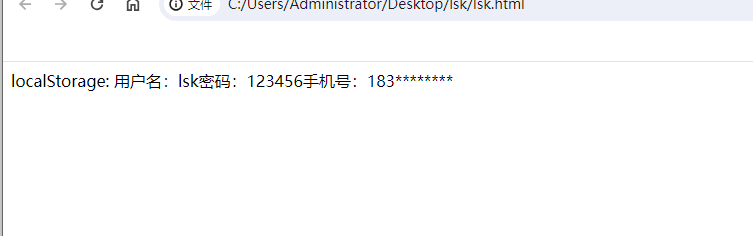 文件 C:/Users/Administrator/Desktop/lsk/lsk.html
localStorage: 用户名：lsk密码：123456手机号：183********